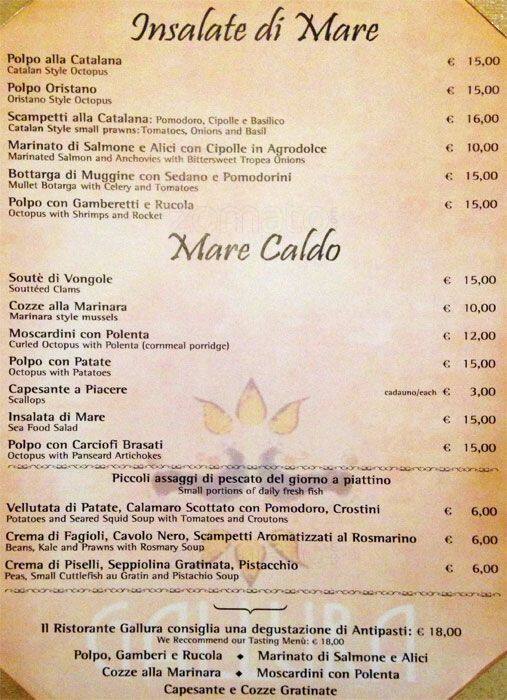 Insalate di Mare
Polpo alla Catalana € 15,00
Catalan Style Octopus
Polpo Oristano € 15,00
Oristano Style Octopus
Scampetti alla Catalana: Pomodoro, Cipolle e Basilico € 16,00
Catalan Style small prawns: Tomatoes, Onions and Basil
Marinato di Salmone e Alici con Cipolle in Agrodolce € 10,00
Marinated Salmon and Anchovies with Bittersweet Tropea Onions
Bottarga di Muggine con Sedano e Pomodorini € 15,00
Mullet Botarga with Celery and Tomatoes
Polpo con Gamberetti e Rucola € 15,00
Octopus with Shrimps and Rocket
Mare Caldo
Soutè di Vongole € 15,00
Souttéed Clams
Cozze alla Marinara € 10,00
Marinara style mussels
Moscardini con Polenta € 12,00
Curled Octopus with Polenta (cornmeal porridge)
Polpo con Patate € 15,00
Octopus with Patatoes
Capesante a Piacere cadauno/each € 3,00
Scallops
Insalata di Mare € 15,00
Sea Food Salad
Polpo con Carciofi Brasati € 15,00
Octopus with Panseard Artichokes
Piccoli assaggi di pescato del giorno a piattino
Small portions of daily fresh fish
Vellutata di Patate, Calamaro Scottato con Pomodoro, Crostini € 6,00
Potatoes and Seared Squid Soup with Tomatoes and Croutons
Crema di Fagioli, Cavolo Nero, Scampetti Aromatizzati al Rosmarino € 6,00
Beans, Kale and Prawns with Rosmary Soup
Crema di Piselli, Seppiolina Gratinata, Pistacchio € 6,00
Peas, Small Cuttlefish au Gratin and Pistachio Soup
GALLURA
Il Ristorante Gallura consiglia una degustazione di Antipasti: € 18,00
We Reccommend our Tasting Menù: € 18,00
Polpo, Gamberi e Rucola ◆ Marinato di Salmone e Alici
Cozze alla Marinara ◆ Moscardini con Polenta
Capesante e Cozze Gratinate